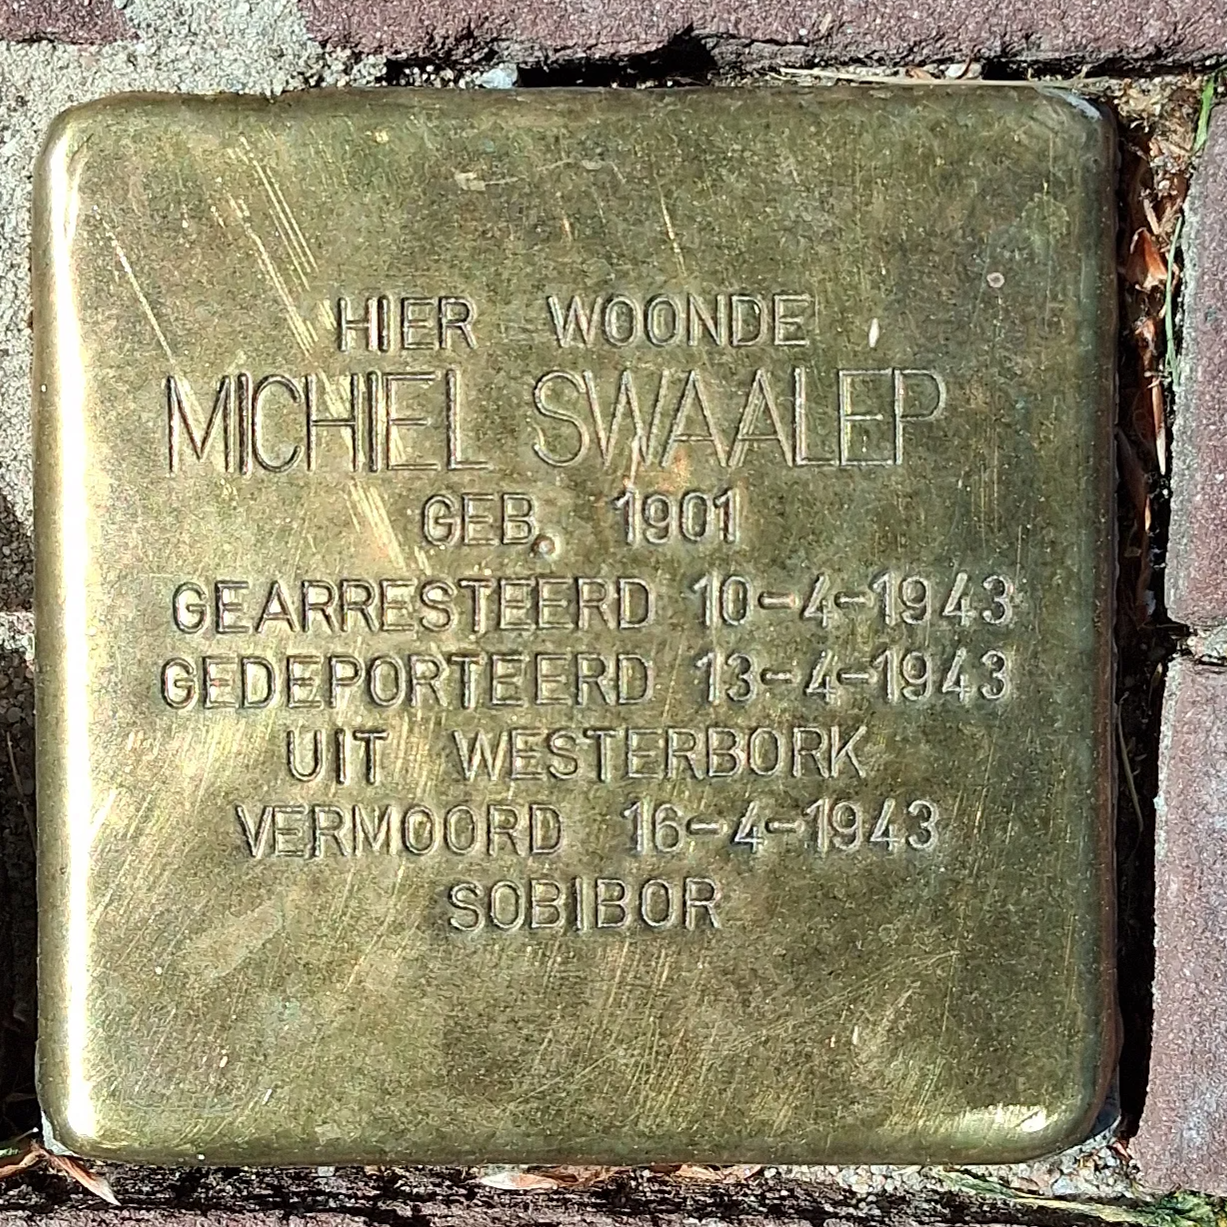 HIER WOONDE
MICHIEL SWAALEP
GEB. 1901
GEARRESTEERD 10-4-1943
GEDEPORTEERD 13-4-1943
UIT WESTERBORK
VERMOORD 16-4-1943
SOBIBOR